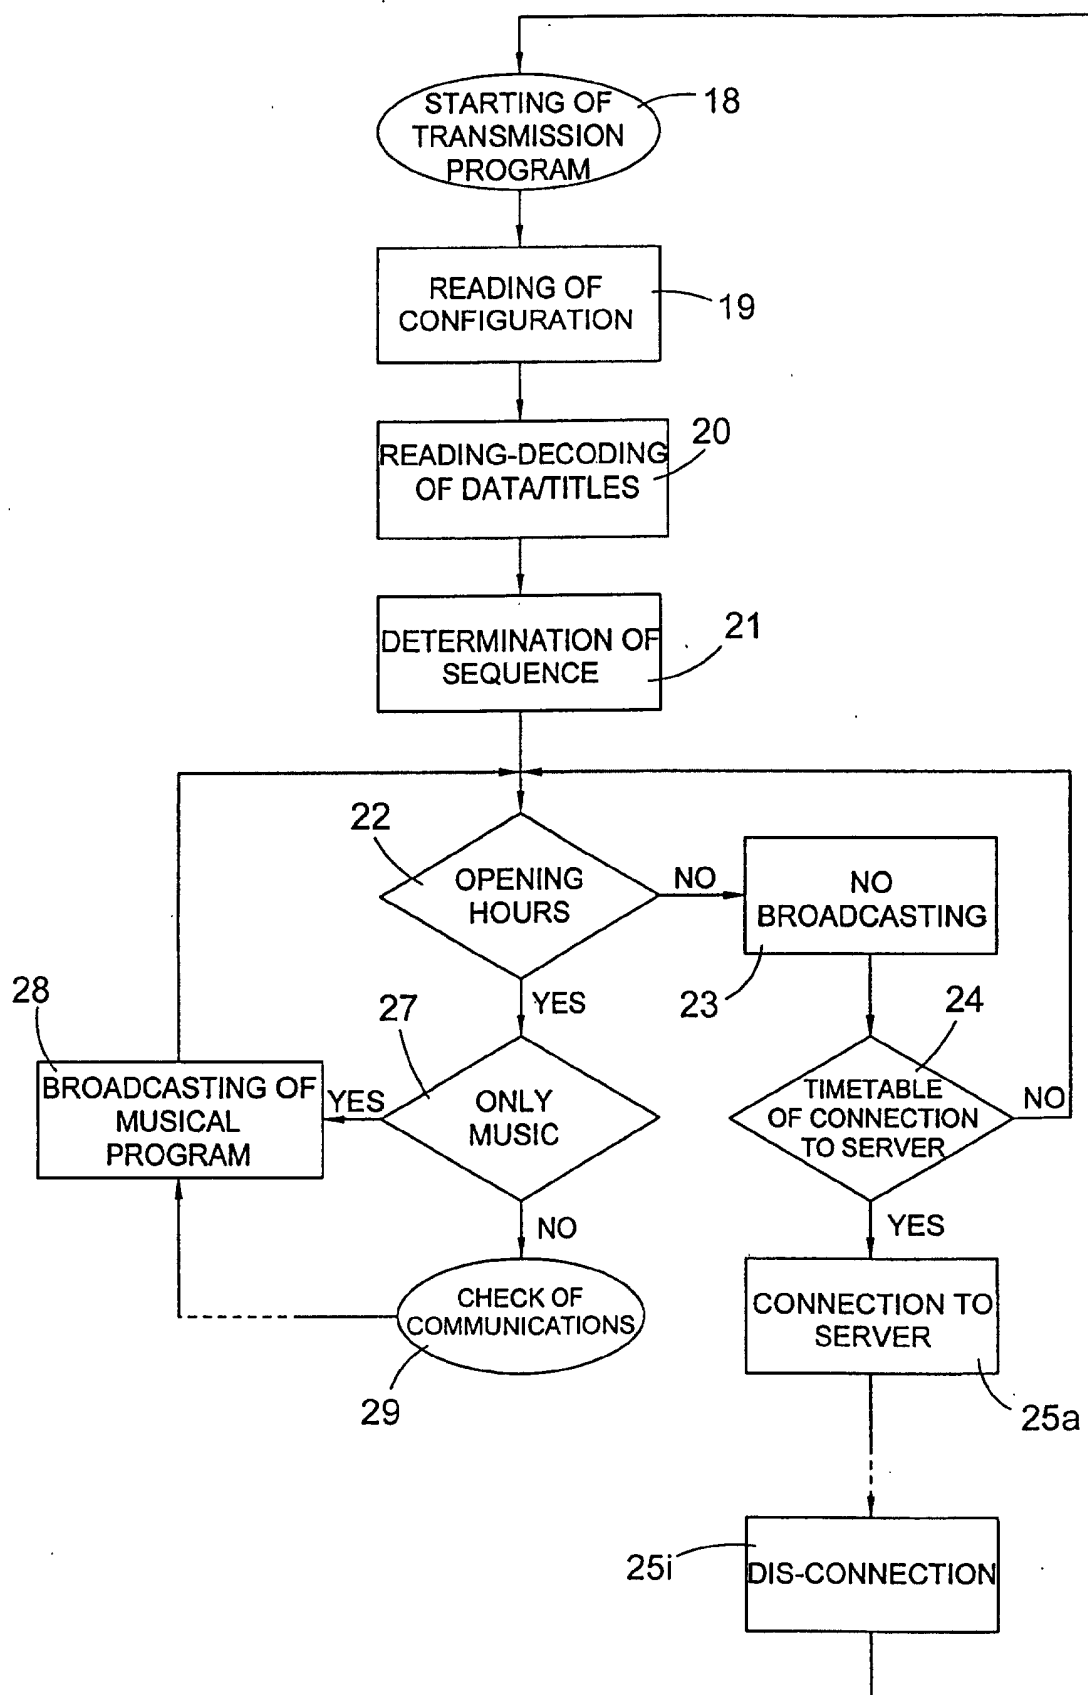 STARTING OF
TRANSMISSION
PROGRAM
18
READING OF
CONFIGURATION
19
READING-DECODING
OF DATA/TITLES
20
DETERMINATION OF
SEQUENCE
21
22
OPENING
HOURS
NO
NO
BROADCASTING
23
YES
24
TIMETABLE
OF CONNECTION
TO SERVER
NO
27
ONLY
MUSIC
YES
28
BROADCASTING OF
MUSICAL
PROGRAM
NO
YES
CHECK OF
COMMUNICATIONS
29
CONNECTION TO
SERVER
25a
25i
DIS-CONNECTION